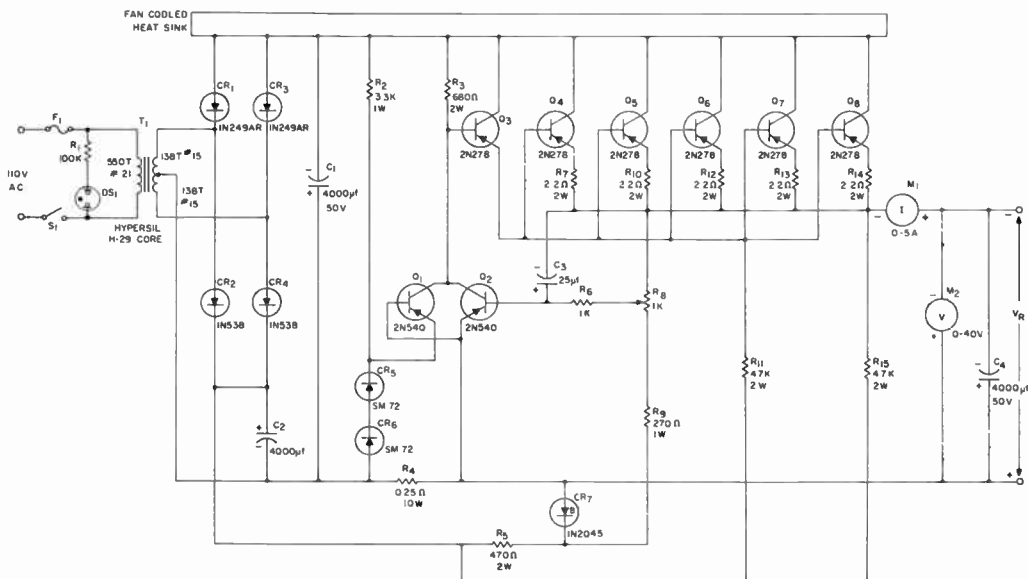 FAN COOLED
HEAT SINK
CR1
1N249AR
CR3
1N249AR
F1
T1
R1
100K
550T
# 21
138T #15
138T
#15
110V
AC
DS1
S1
HYPERSIL
H-29 CORE
C1
4000µf
50V
R2
3.3K
1W
R3
680Ω
2W
Q3
2N278
Q4
2N278
Q5
2N278
Q6
2N278
Q7
2N278
Q8
2N278
R7
2.2Ω
2W
R10
2.2Ω
2W
R12
2.2Ω
2W
R13
2.2Ω
2W
R14
2.2Ω
2W
M1
I
0-5A
CR2
1N538
CR4
1N538
Q1
2N540
Q2
2N540
C3
25µf
R6
1K
R8
1K
M2
V
0-40V
VR
CR5
SM 72
CR6
SM 72
R11
4.7K
2W
R15
4.7K
2W
C4
4000µf
50V
C2
4000µf
R9
270Ω
1W
R4
0.25Ω
10W
CR7
B
1N2045
R5
470Ω
2W